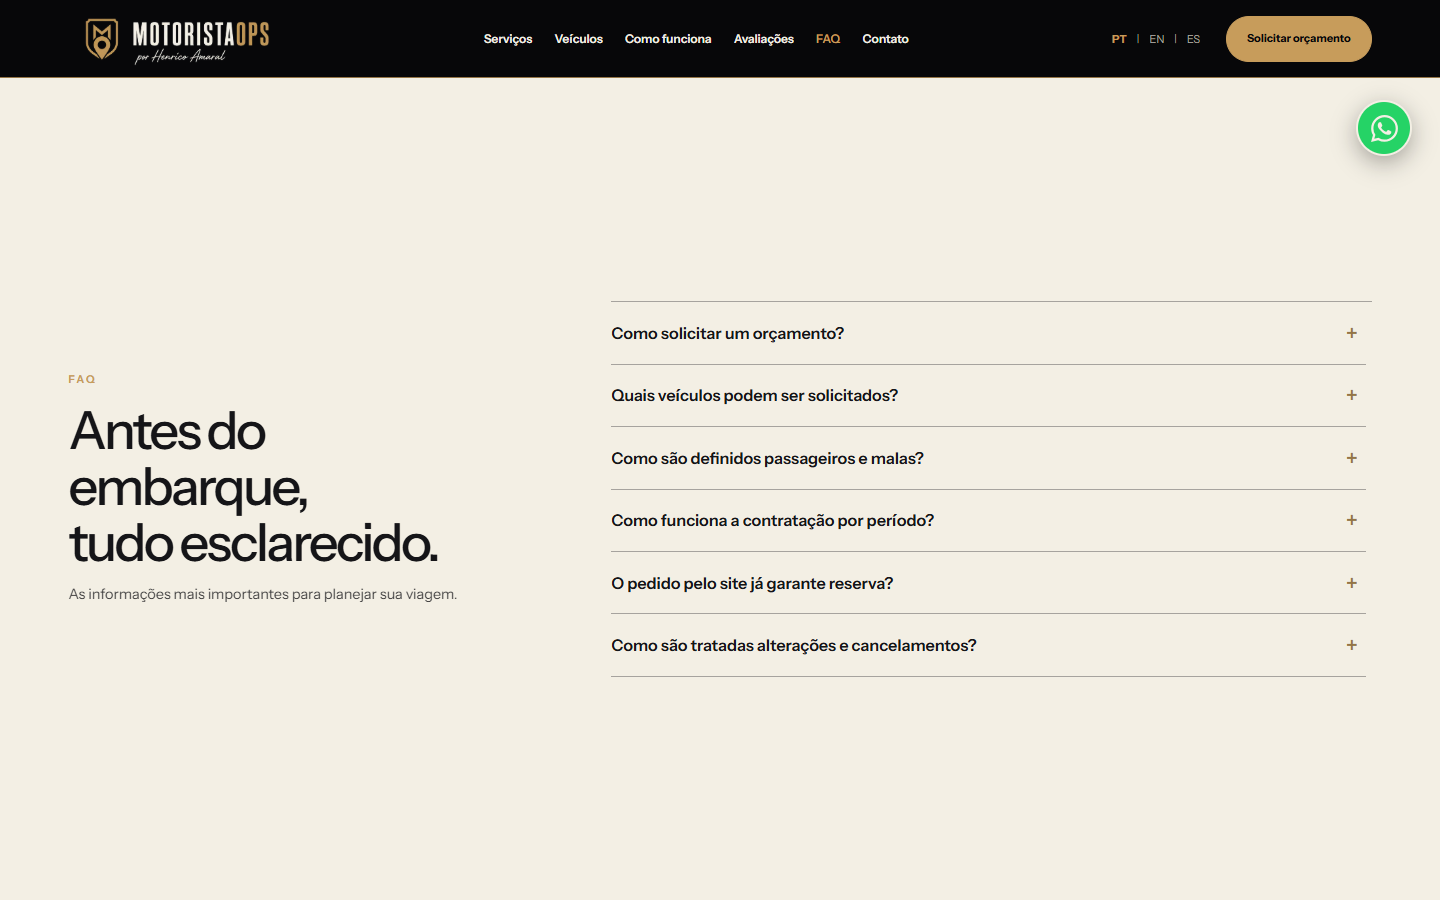 MOTORISTAOPS
por Henrico Amaral
Serviços
Veículos
Como funciona
Avaliações
FAQ
Contato
PT | EN | ES
Solicitar orçamento
FAQ
Antes do
embarque,
tudo esclarecido.
As informações mais importantes para planejar sua viagem.
Como solicitar um orçamento?
+
Quais veículos podem ser solicitados?
+
Como são definidos passageiros e malas?
+
Como funciona a contratação por período?
+
O pedido pelo site já garante reserva?
+
Como são tratadas alterações e cancelamentos?
+